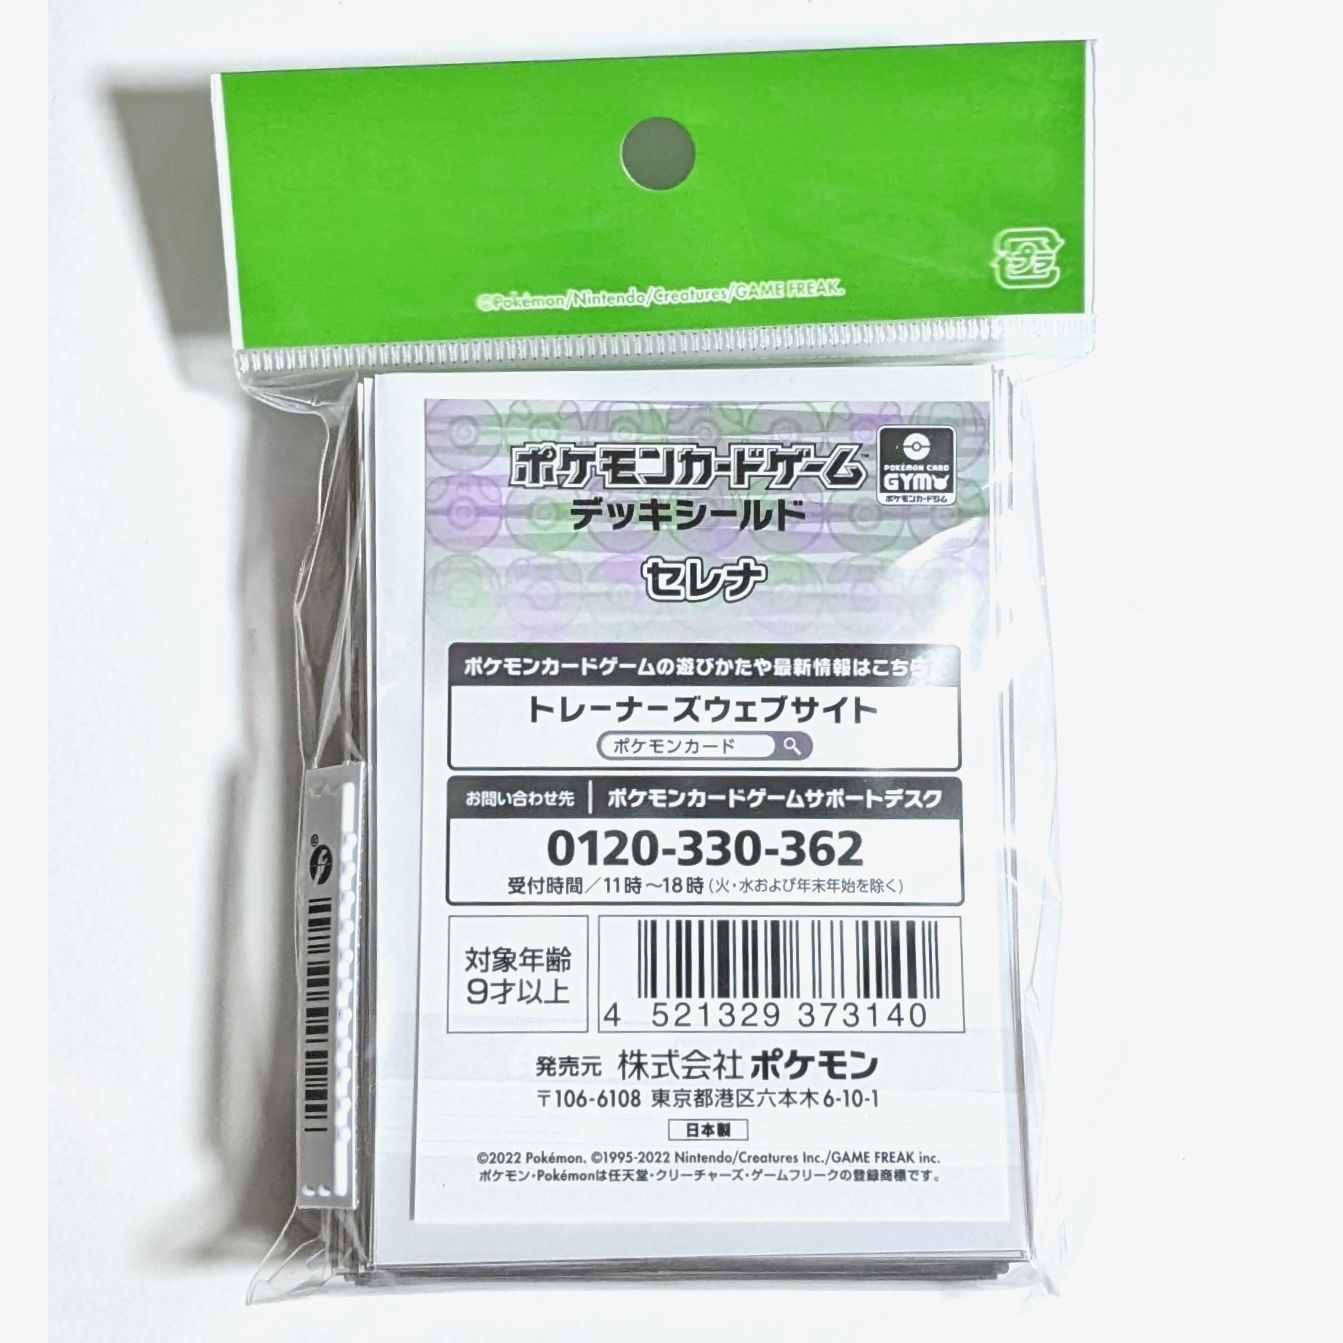 プラ
©Pokémon/Nintendo/Creatures/GAME FREAK.
ポケモンカードゲーム™
POKÉMON CARD
GYM
ポケモンカードジム
デッキシールド
セレナ
ポケモンカードゲームの遊びかたや最新情報はこちら
トレーナーズウェブサイト
ポケモンカード
お問い合わせ先 ポケモンカードゲームサポートデスク
0120-330-362
受付時間/11時~18時(火・水および年末年始を除く)
対象年齢
9才以上
4 521329 373140
発売元 株式会社ポケモン
〒106-6108 東京都港区六本木6-10-1
日本製
©2022 Pokémon. ©1995-2022 Nintendo/Creatures Inc./GAME FREAK inc.
ポケモン・Pokémonは任天堂・クリーチャーズ・ゲームフリークの登録商標です。